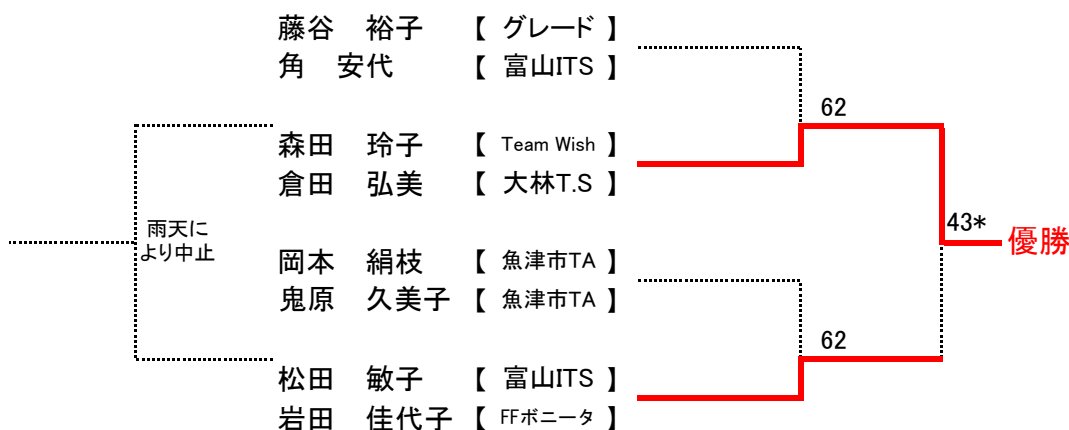 藤谷　裕子 【 グレード 】
角　安代 【 富山ITS 】
62
森田　玲子 【 Team Wish 】
倉田　弘美 【 大林T.S 】
雨天に
より中止
43*
優勝
岡本　絹枝 【 魚津市TA 】
鬼原　久美子 【 魚津市TA 】
62
松田　敏子 【 富山ITS 】
岩田　佳代子 【 FFボニータ 】